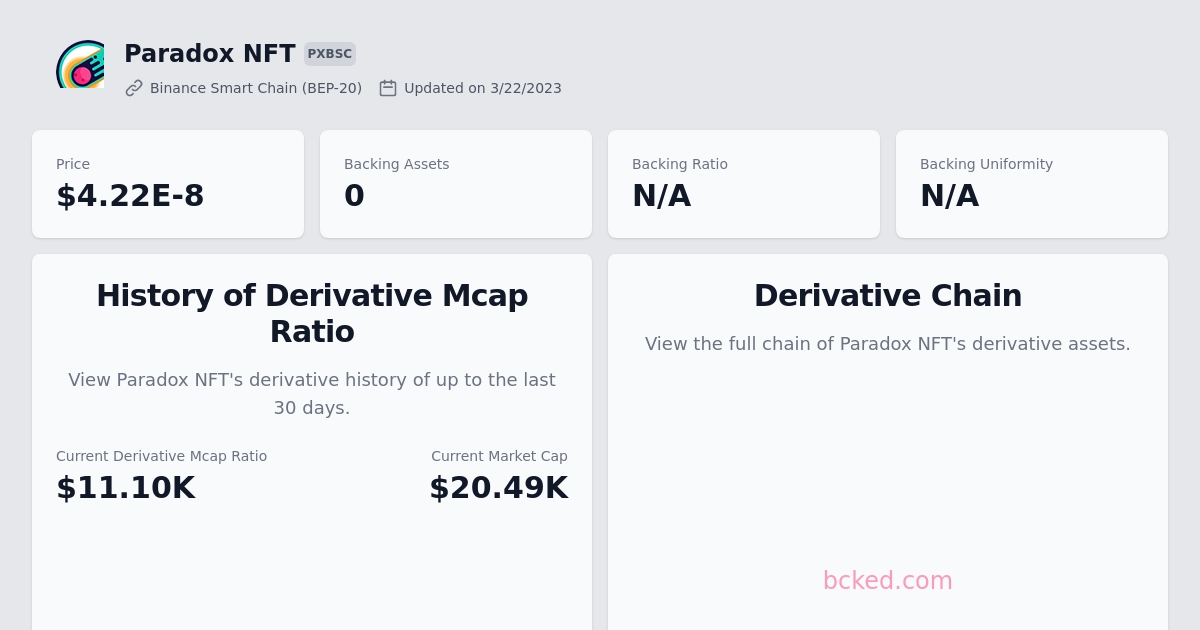 Paradox NFT PXBSC
Binance Smart Chain (BEP-20) Updated on 3/22/2023
Price
$4.22E-8
Backing Assets
0
Backing Ratio
N/A
Backing Uniformity
N/A
History of Derivative Mcap
Ratio
View Paradox NFT's derivative history of up to the last
30 days.
Current Derivative Mcap Ratio
$11.10K
Current Market Cap
$20.49K
Derivative Chain
View the full chain of Paradox NFT's derivative assets.
bcked.com